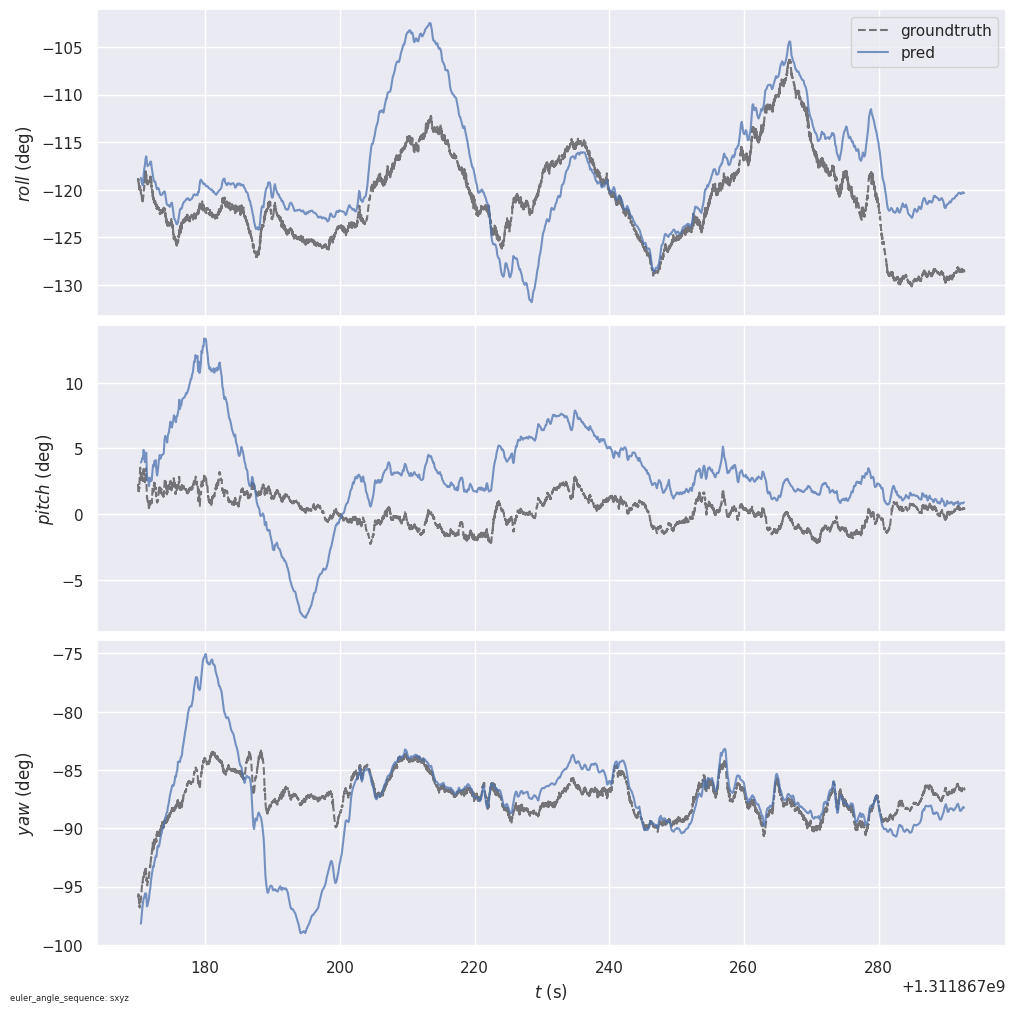 groundtruth
pred
−105
−110
−115
−120
−125
−130
roll (deg)
10
5
0
−5
pitch (deg)
−75
−80
−85
−90
−95
−100
yaw (deg)
180
200
220
240
260
280
+1.311867e9
t (s)
euler_angle_sequence: sxyz